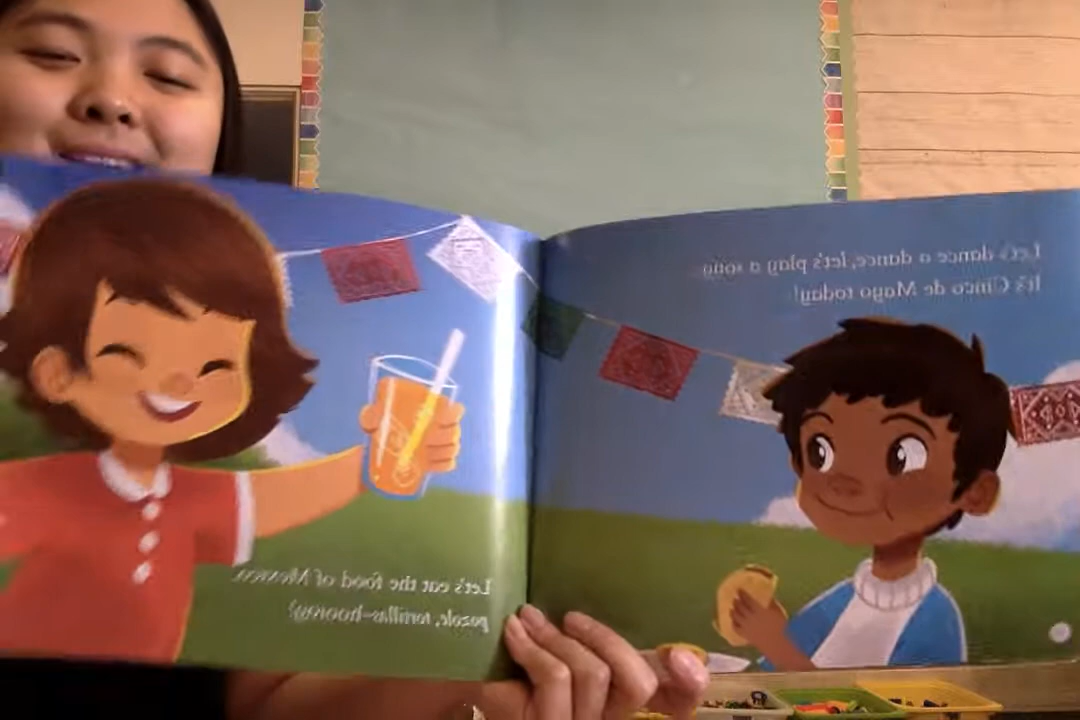 Let's dance a dance, let's play a song
It's Cinco de Mayo today!
Let's eat the food of Mexico,
pozole, tortillas-hooray!